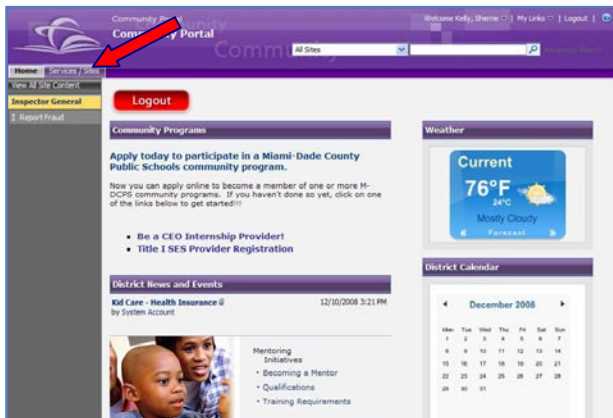 Community Portal
Welcome Kelly, Sherrie | My Links | Logout |
Community Portal
Community
All Sites
Advanced Search
Home Services / Sites
View All Site Content
Inspector General
Report Fraud
Logout
Community Programs
Apply today to participate in a Miami-Dade County
Public Schools community program.
Now you can apply online to become a member of one or more M-
DCPS community programs. If you haven't done so yet, click on one
of the links below to get started!!!
• Be a CEO Internship Provider!
• Title I SES Provider Registration
District News and Events
Kid Care - Health Insurance
12/10/2008 3:21 PM
by System Account
Mentoring
Initiatives
• Becoming a Mentor
• Qualifications
• Training Requirements
Weather
Current
76°F
24°C
Mostly Cloudy
« Forecast »
District Calendar
December 2008
Mon Tue Wed Thu Fri Sat Sun
1 2 3 4 5 6 7
8 9 10 11 12 13 14
15 16 17 18 19 20 21
22 23 24 25 26 27 28
29 30 31